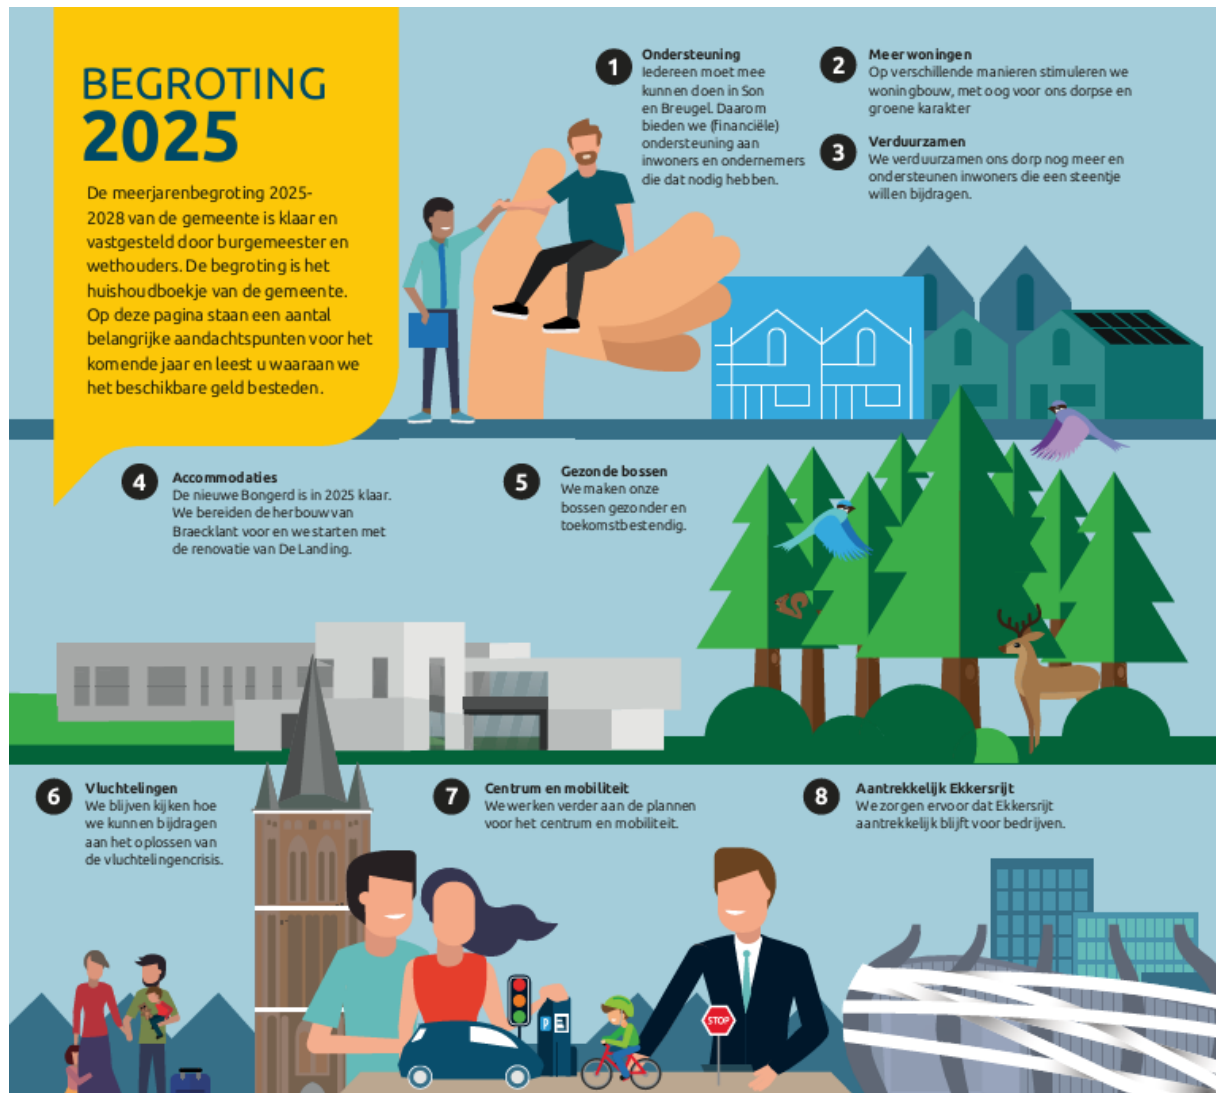 BEGROTING
2025
De meerjarenbegroting 2025-
2028 van de gemeente is klaar en
vastgesteld door burgemeester en
wethouders. De begroting is het
huishoudboekje van de gemeente.
Op deze pagina staan een aantal
belangrijke aandachtspunten voor het
komende jaar en leest u waaraan we
het beschikbare geld besteden.
1
Ondersteuning
Iedereen moet mee
kunnen doen in Son
en Breugel. Daarom
bieden we (financiële)
ondersteuning aan
inwoners en ondernemers
die dat nodig hebben.
2
Meer woningen
Op verschillende manieren stimuleren we
woningbouw, met oog voor ons dorpse en
groene karakter
3
Verduurzamen
We verduurzamen ons dorp nog meer en
ondersteunen inwoners die een steentje
willen bijdragen.
4
Accommodaties
De nieuwe Bongerd is in 2025 klaar.
We bereiden de herbouw van
Braecklant voor en we starten met
de renovatie van De Landing.
5
Gezonde bossen
We maken onze
bossen gezonder en
toekomstbestendig.
6
Vluchtelingen
We blijven kijken hoe
we kunnen bijdragen
aan het oplossen van
de vluchtelingencrisis.
7
Centrum en mobiliteit
We werken verder aan de plannen
voor het centrum en mobiliteit.
8
Aantrekkelijk Ekkersrijt
We zorgen ervoor dat Ekkersrijt
aantrekkelijk blijft voor bedrijven.
P
STOP